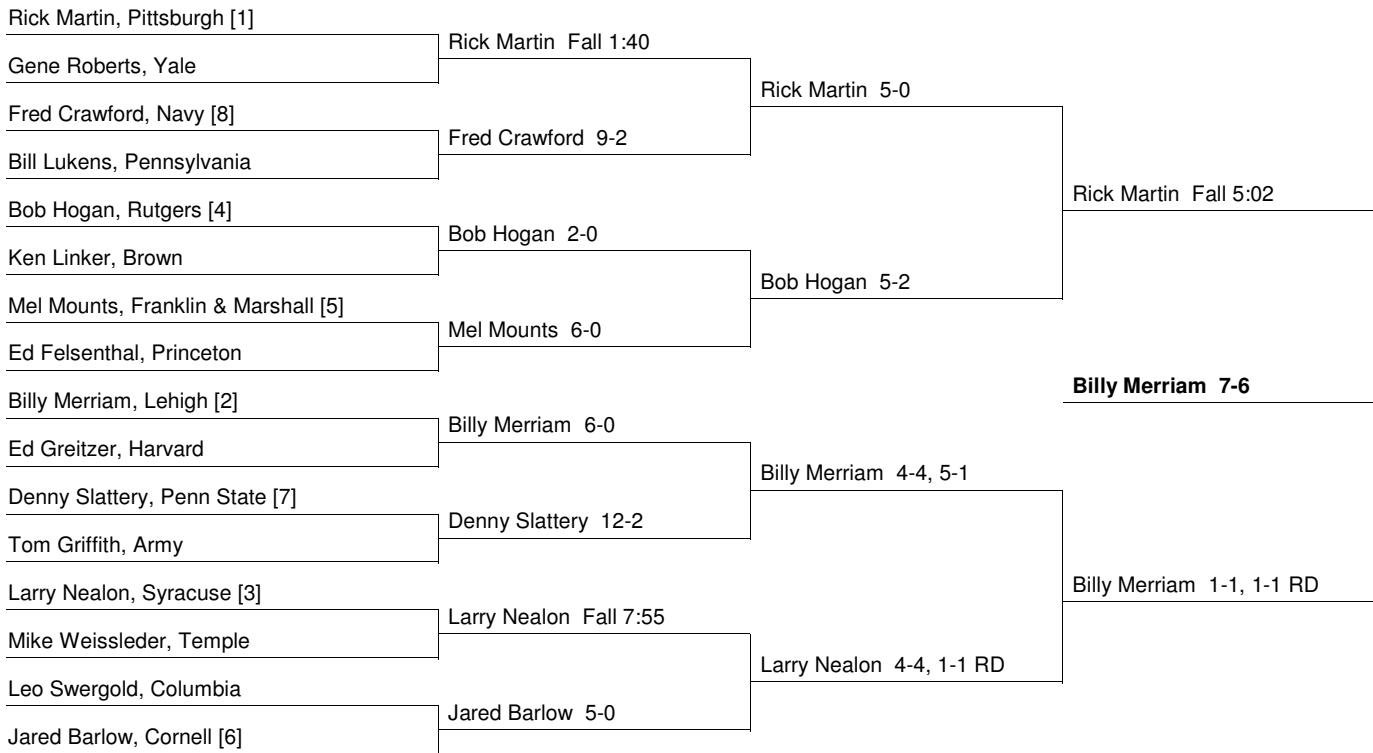 Rick Martin, Pittsburgh [1]
Gene Roberts, Yale
Fred Crawford, Navy [8]
Bill Lukens, Pennsylvania
Bob Hogan, Rutgers [4]
Ken Linker, Brown
Mel Mounts, Franklin & Marshall [5]
Ed Felsenthal, Princeton
Billy Merriam, Lehigh [2]
Ed Greitzer, Harvard
Denny Slattery, Penn State [7]
Tom Griffith, Army
Larry Nealon, Syracuse [3]
Mike Weissleder, Temple
Leo Swergold, Columbia
Jared Barlow, Cornell [6]
Rick Martin Fall 1:40
Fred Crawford 9-2
Bob Hogan 2-0
Mel Mounts 6-0
Billy Merriam 6-0
Denny Slattery 12-2
Larry Nealon Fall 7:55
Jared Barlow 5-0
Rick Martin 5-0
Bob Hogan 5-2
Billy Merriam 4-4, 5-1
Larry Nealon 4-4, 1-1 RD
Rick Martin Fall 5:02
Billy Merriam 7-6
Billy Merriam 1-1, 1-1 RD